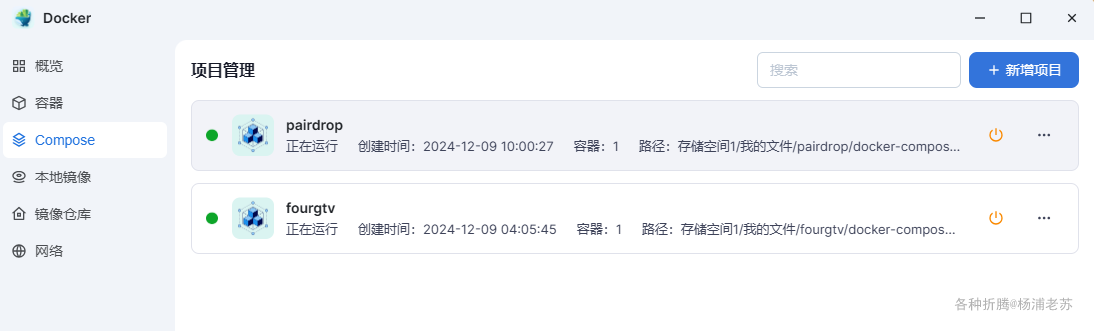 Docker
概览
容器
Compose
本地镜像
镜像仓库
网络
项目管理
搜索
新增项目
pairdrop
正在运行 创建时间：2024-12-09 10:00:27 容器：1 路径：存储空间1/我的文件/pairdrop/docker-compos...
fourgtv
正在运行 创建时间：2024-12-09 04:05:45 容器：1 路径：存储空间1/我的文件/fourgtv/docker-compos...
各种折腾@杨浦老苏